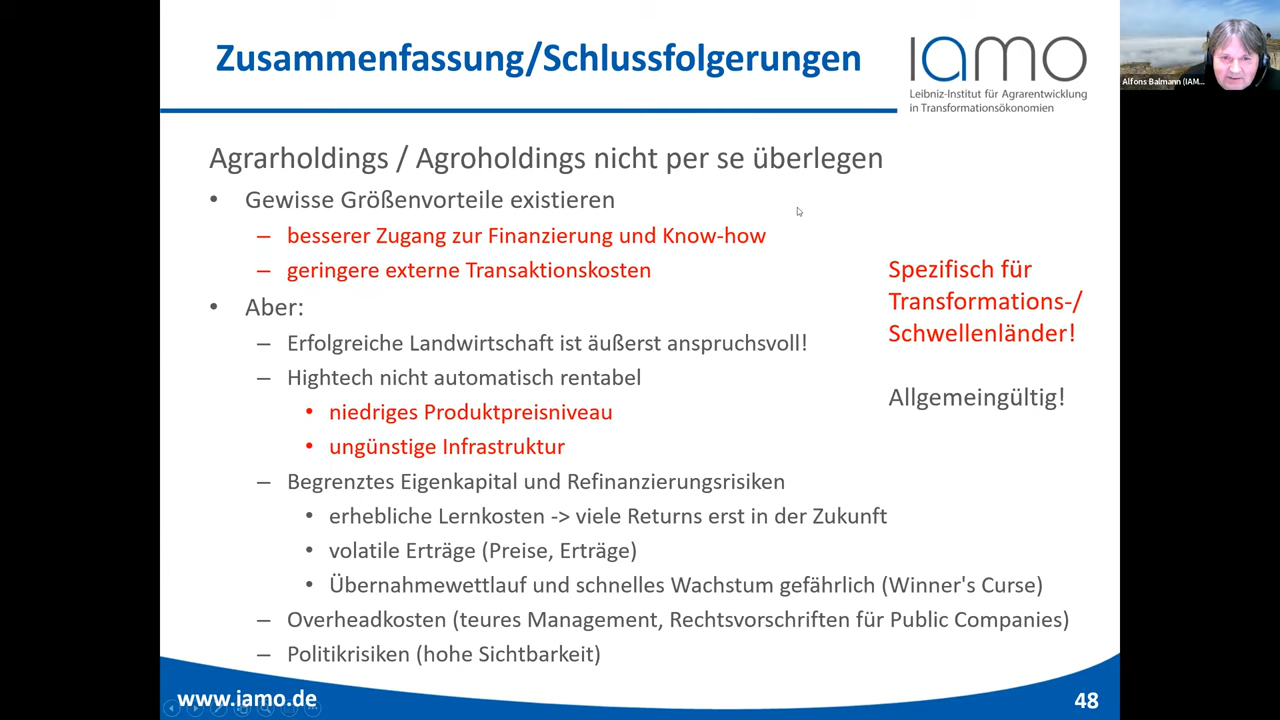 Zusammenfassung/Schlussfolgerungen
iamo
Leibniz-Institut für Agrarentwicklung
in Transformationsökonomien
Alfons Balmann (IAM...
Agrarholdings / Agroholdings nicht per se überlegen
• Gewisse Größenvorteile existieren
– besserer Zugang zur Finanzierung und Know-how
– geringere externe Transaktionskosten
• Aber:
– Erfolgreiche Landwirtschaft ist äußerst anspruchsvoll!
– Hightech nicht automatisch rentabel
• niedriges Produktpreisniveau
• ungünstige Infrastruktur
– Begrenztes Eigenkapital und Refinanzierungsrisiken
• erhebliche Lernkosten -> viele Returns erst in der Zukunft
• volatile Erträge (Preise, Erträge)
• Übernahmewettlauf und schnelles Wachstum gefährlich (Winner's Curse)
– Overheadkosten (teures Management, Rechtsvorschriften für Public Companies)
– Politikrisiken (hohe Sichtbarkeit)
Spezifisch für
Transformations-/
Schwellenländer!
Allgemeingültig!
www.iamo.de
48